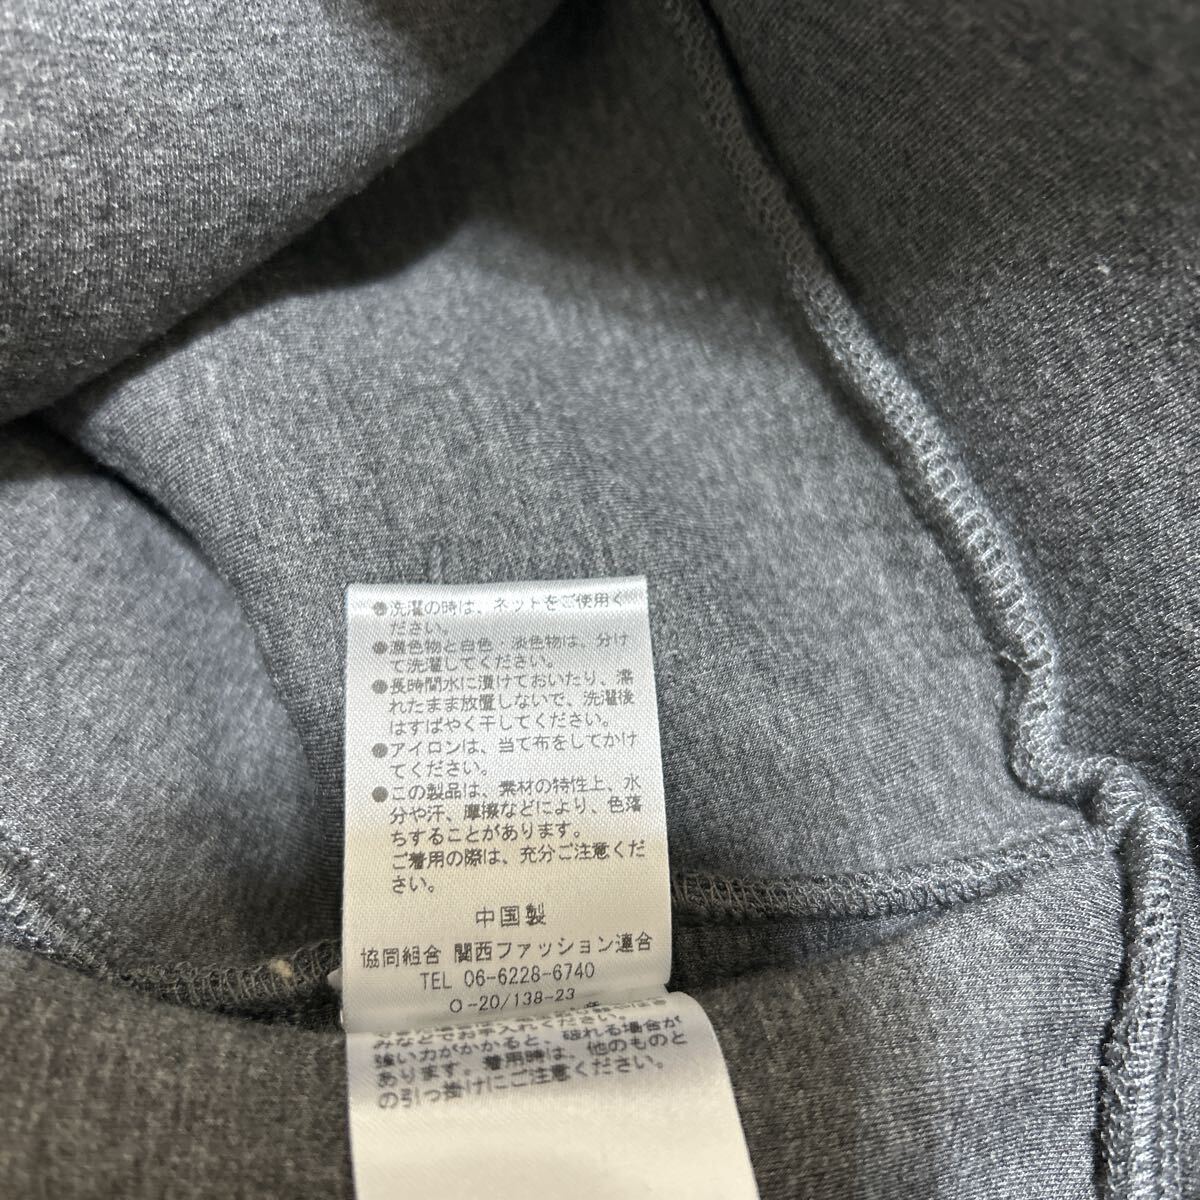 ●洗濯の時は、ネットをご使用く
ださい。
●濃色物と白色・淡色物は、分け
て洗濯してください。
●長時間水に漬けておいたり、濡
れたまま放置しないで、洗濯後
はすばやく干してください。
●アイロンは、当て布をしてかけ
てください。
●この製品は、素材の特性上、水
分や汗、摩擦などにより、色落
ちすることがあります。
ご着用の際は、充分ご注意くだ
さい。
中国製
協同組合 関西ファッション連合
TEL 06-6228-6740
O-20/138-23
みなどでお手入れください。
強い力がかかると、破れる場合が
あります。着用時は、他のものと
の引っ掛けにご注意ください。